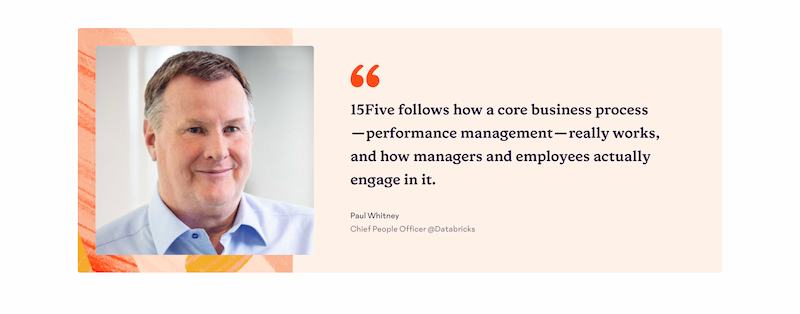 “
15Five follows how a core business process
—performance management—really works,
and how managers and employees actually
engage in it.
Paul Whitney
Chief People Officer @Databricks